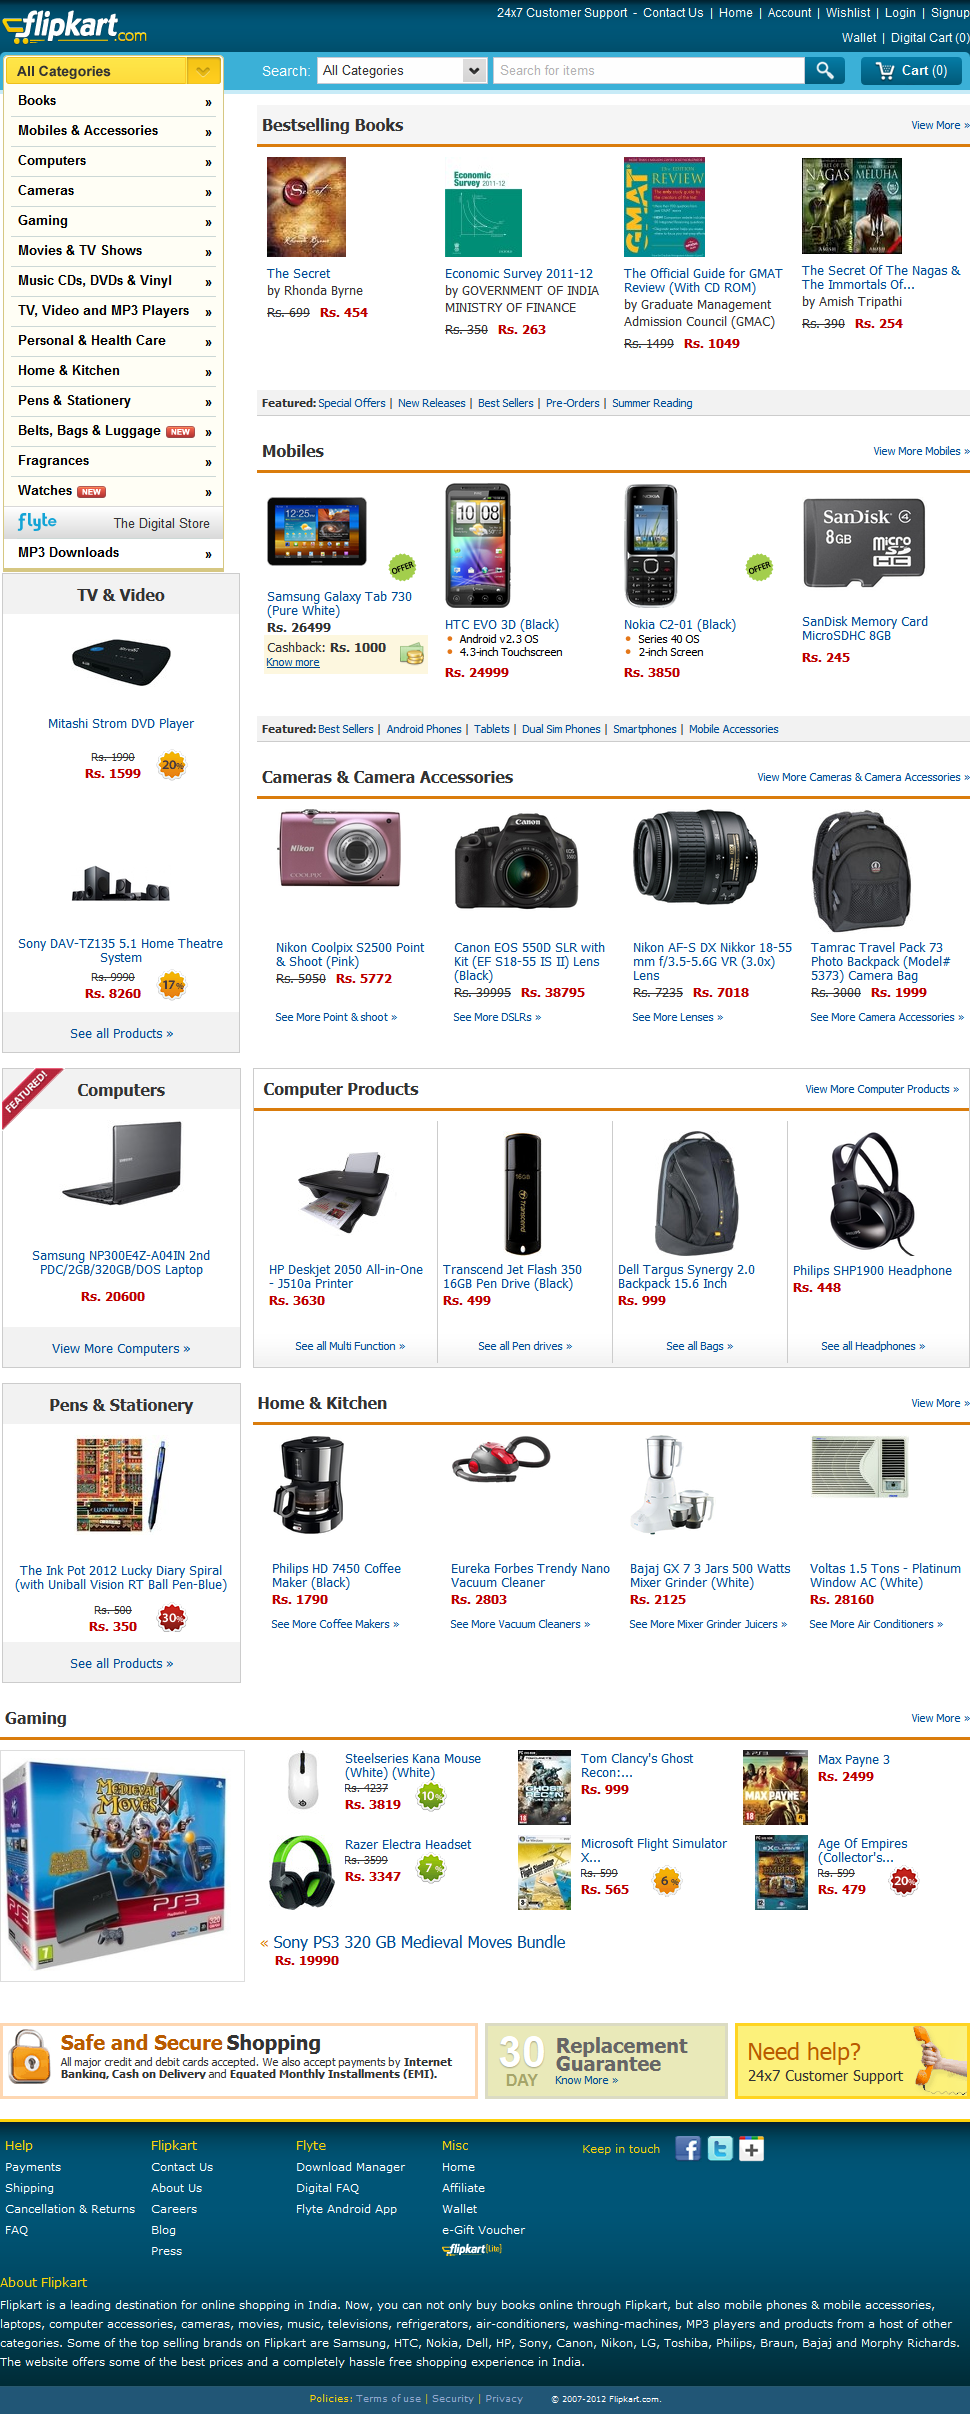 flipkart.com
24x7 Customer Support - Contact Us | Home | Account | Wishlist | Login | Signup
Wallet | Digital Cart (0)
All Categories
Search: All Categories Search for items Cart (0)
Books »
Mobiles & Accessories »
Computers »
Cameras »
Gaming »
Movies & TV Shows »
Music CDs, DVDs & Vinyl »
TV, Video and MP3 Players »
Personal & Health Care »
Home & Kitchen »
Pens & Stationery »
Belts, Bags & Luggage NEW »
Fragrances »
Watches NEW »
flyte The Digital Store
MP3 Downloads »
Bestselling Books View More »
The Secret
by Rhonda Byrne
Rs. 699 Rs. 454
Economic Survey 2011-12
by GOVERNMENT OF INDIA
MINISTRY OF FINANCE
Rs. 350 Rs. 263
The Official Guide for GMAT
Review (With CD ROM)
by Graduate Management
Admission Council (GMAC)
Rs. 1499 Rs. 1049
The Secret Of The Nagas &
The Immortals Of...
by Amish Tripathi
Rs. 390 Rs. 254
Featured: Special Offers | New Releases | Best Sellers | Pre-Orders | Summer Reading
Mobiles View More Mobiles »
OFFER
Samsung Galaxy Tab 730
(Pure White)
Rs. 26499
Cashback: Rs. 1000
Know more
HTC EVO 3D (Black)
• Android v2.3 OS
• 4.3-inch Touchscreen
Rs. 24999
NOKIA
OFFER
Nokia C2-01 (Black)
• Series 40 OS
• 2-inch Screen
Rs. 3850
SanDisk 4
8GB micro
SD HC
SanDisk Memory Card
MicroSDHC 8GB
Rs. 245
Featured: Best Sellers | Android Phones | Tablets | Dual Sim Phones | Smartphones | Mobile Accessories
TV & Video
Mitashi Strom DVD Player
Rs. 1990
Rs. 1599 20%
Sony DAV-TZ135 5.1 Home Theatre
System
Rs. 9990
Rs. 8260 17%
See all Products »
Cameras & Camera Accessories View More Cameras & Camera Accessories »
Nikon
COOLPIX
Canon
Nikon Coolpix S2500 Point
& Shoot (Pink)
Rs. 5950 Rs. 5772
See More Point & shoot »
Canon EOS 550D SLR with
Kit (EF S18-55 IS II) Lens
(Black)
Rs. 39995 Rs. 38795
See More DSLRs »
Nikon AF-S DX Nikkor 18-55
mm f/3.5-5.6G VR (3.0x)
Lens
Rs. 7235 Rs. 7018
See More Lenses »
Tamrac Travel Pack 73
Photo Backpack (Model#
5373) Camera Bag
Rs. 3000 Rs. 1999
See More Camera Accessories »
FEATURED!
Computers
Samsung NP300E4Z-A04IN 2nd
PDC/2GB/320GB/DOS Laptop
Rs. 20600
View More Computers »
Computer Products View More Computer Products »
16GB
Transcend
HP Deskjet 2050 All-in-One
- J510a Printer
Rs. 3630
See all Multi Function »
Transcend Jet Flash 350
16GB Pen Drive (Black)
Rs. 499
See all Pen drives »
Dell Targus Synergy 2.0
Backpack 15.6 Inch
Rs. 999
See all Bags »
Philips SHP1900 Headphone
Rs. 448
See all Headphones »
Pens & Stationery
LUCKY DIARY
The Ink Pot 2012 Lucky Diary Spiral
(with Uniball Vision RT Ball Pen-Blue)
Rs. 500
Rs. 350 30%
See all Products »
Home & Kitchen View More »
Philips HD 7450 Coffee
Maker (Black)
Rs. 1790
See More Coffee Makers »
Eureka Forbes Trendy Nano
Vacuum Cleaner
Rs. 2803
See More Vacuum Cleaners »
Bajaj GX 7 3 Jars 500 Watts
Mixer Grinder (White)
Rs. 2125
See More Mixer Grinder Juicers »
Voltas 1.5 Tons - Platinum
Window AC (White)
Rs. 28160
See More Air Conditioners »
Gaming View More »
MEDIEVAL
MOVES
PS3
Steelseries Kana Mouse
(White) (White)
Rs. 4237
Rs. 3819 10%
Razer Electra Headset
Rs. 3599
Rs. 3347 7%
Tom Clancy's Ghost
Recon:...
Rs. 999
Microsoft Flight Simulator
X...
Rs. 599
Rs. 565 6%
MAX PAYNE 3
Max Payne 3
Rs. 2499
Age Of Empires
(Collector's...
Rs. 599
Rs. 479 20%
« Sony PS3 320 GB Medieval Moves Bundle
Rs. 19990
Safe and Secure Shopping
All major credit and debit cards accepted. We also accept payments by Internet
Banking, Cash on Delivery and Equated Monthly Installments (EMI).
30 DAY
Replacement
Guarantee
Know More »
Need help?
24x7 Customer Support
Help
Payments
Shipping
Cancellation & Returns
FAQ
Flipkart
Contact Us
About Us
Careers
Blog
Press
Flyte
Download Manager
Digital FAQ
Flyte Android App
Misc
Home
Affiliate
Wallet
e-Gift Voucher
flipkart[lite]
Keep in touch
About Flipkart
Flipkart is a leading destination for online shopping in India. Now, you can not only buy books online through Flipkart, but also mobile phones & mobile accessories,
laptops, computer accessories, cameras, movies, music, televisions, refrigerators, air-conditioners, washing-machines, MP3 players and products from a host of other
categories. Some of the top selling brands on Flipkart are Samsung, HTC, Nokia, Dell, HP, Sony, Canon, Nikon, LG, Toshiba, Philips, Braun, Bajaj and Morphy Richards.
The website offers some of the best prices and a completely hassle free shopping experience in India.
Policies: Terms of use | Security | Privacy © 2007-2012 Flipkart.com.